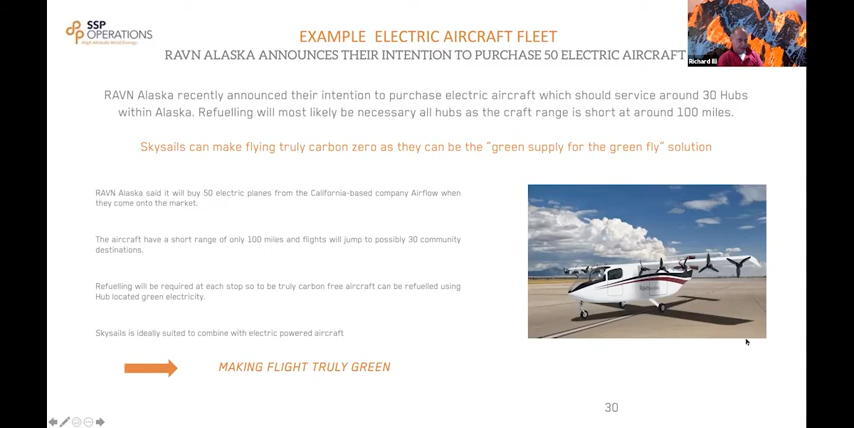 SSP
OPERATIONS
High Altitude Wind Energy
EXAMPLE ELECTRIC AIRCRAFT FLEET
RAVN ALASKA ANNOUNCES THEIR INTENTION TO PURCHASE 50 ELECTRIC AIRCRAFT
Richard Ili
RAVN Alaska recently announced their intention to purchase electric aircraft which should service around 30 Hubs
within Alaska. Refuelling will most likely be necessary all hubs as the craft range is short at around 100 miles.
Skysails can make flying truly carbon zero as they can be the "green supply for the green fly" solution
RAVN Alaska said it will buy 50 electric planes from the California-based company Airflow when
they come onto the market.
The aircraft have a short range of only 100 miles and flights will jump to possibly 30 community
destinations.
Refuelling will be required at each stop so to be truly carbon free aircraft can be refuelled using
Hub located green electricity.
Skysails is ideally suited to combine with electric powered aircraft
MAKING FLIGHT TRULY GREEN
30